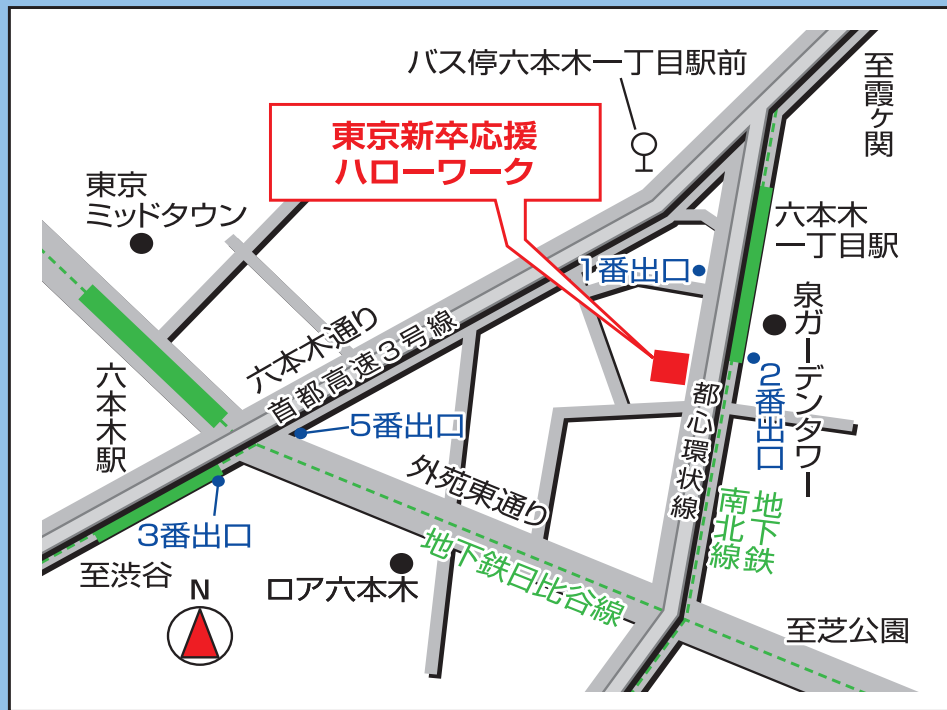 バス停六本木一丁目駅前
至霞ヶ関
東京新卒応援
ハローワーク
東京
ミッドタウン
六本木
一丁目駅
1番出口
泉ガーデンタワー
六本木通り
首都高速3号線
六本木駅
2番出口
都心環状線
5番出口
外苑東通り
地下鉄
南北線
3番出口
地下鉄日比谷線
至渋谷
N
ロア六本木
至芝公園